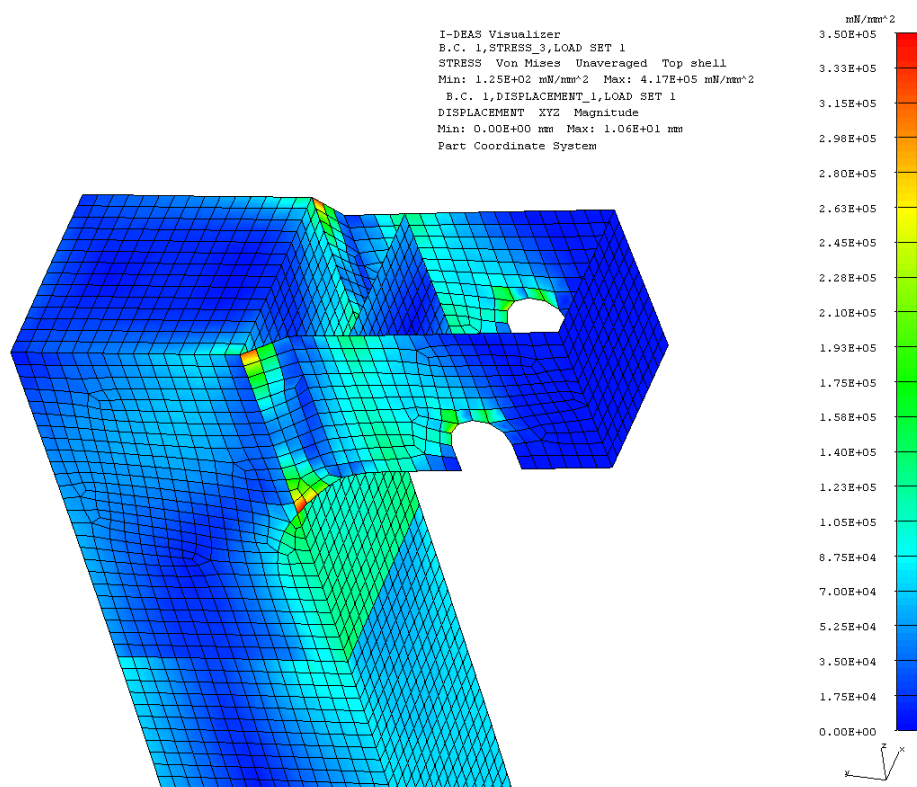 mN/mm^2
I-DEAS Visualizer
B.C. 1,STRESS_3,LOAD SET 1
STRESS Von Mises Unaveraged Top shell
Min: 1.25E+02 mN/mm^2 Max: 4.17E+05 mN/mm^2
B.C. 1,DISPLACEMENT_1,LOAD SET 1
DISPLACEMENT XYZ Magnitude
Min: 0.00E+00 mm Max: 1.06E+01 mm
Part Coordinate System
3.50E+05
3.33E+05
3.15E+05
2.98E+05
2.80E+05
2.63E+05
2.45E+05
2.28E+05
2.10E+05
1.93E+05
1.75E+05
1.58E+05
1.40E+05
1.23E+05
1.05E+05
8.75E+04
7.00E+04
5.25E+04
3.50E+04
1.75E+04
0.00E+00
z
x
y